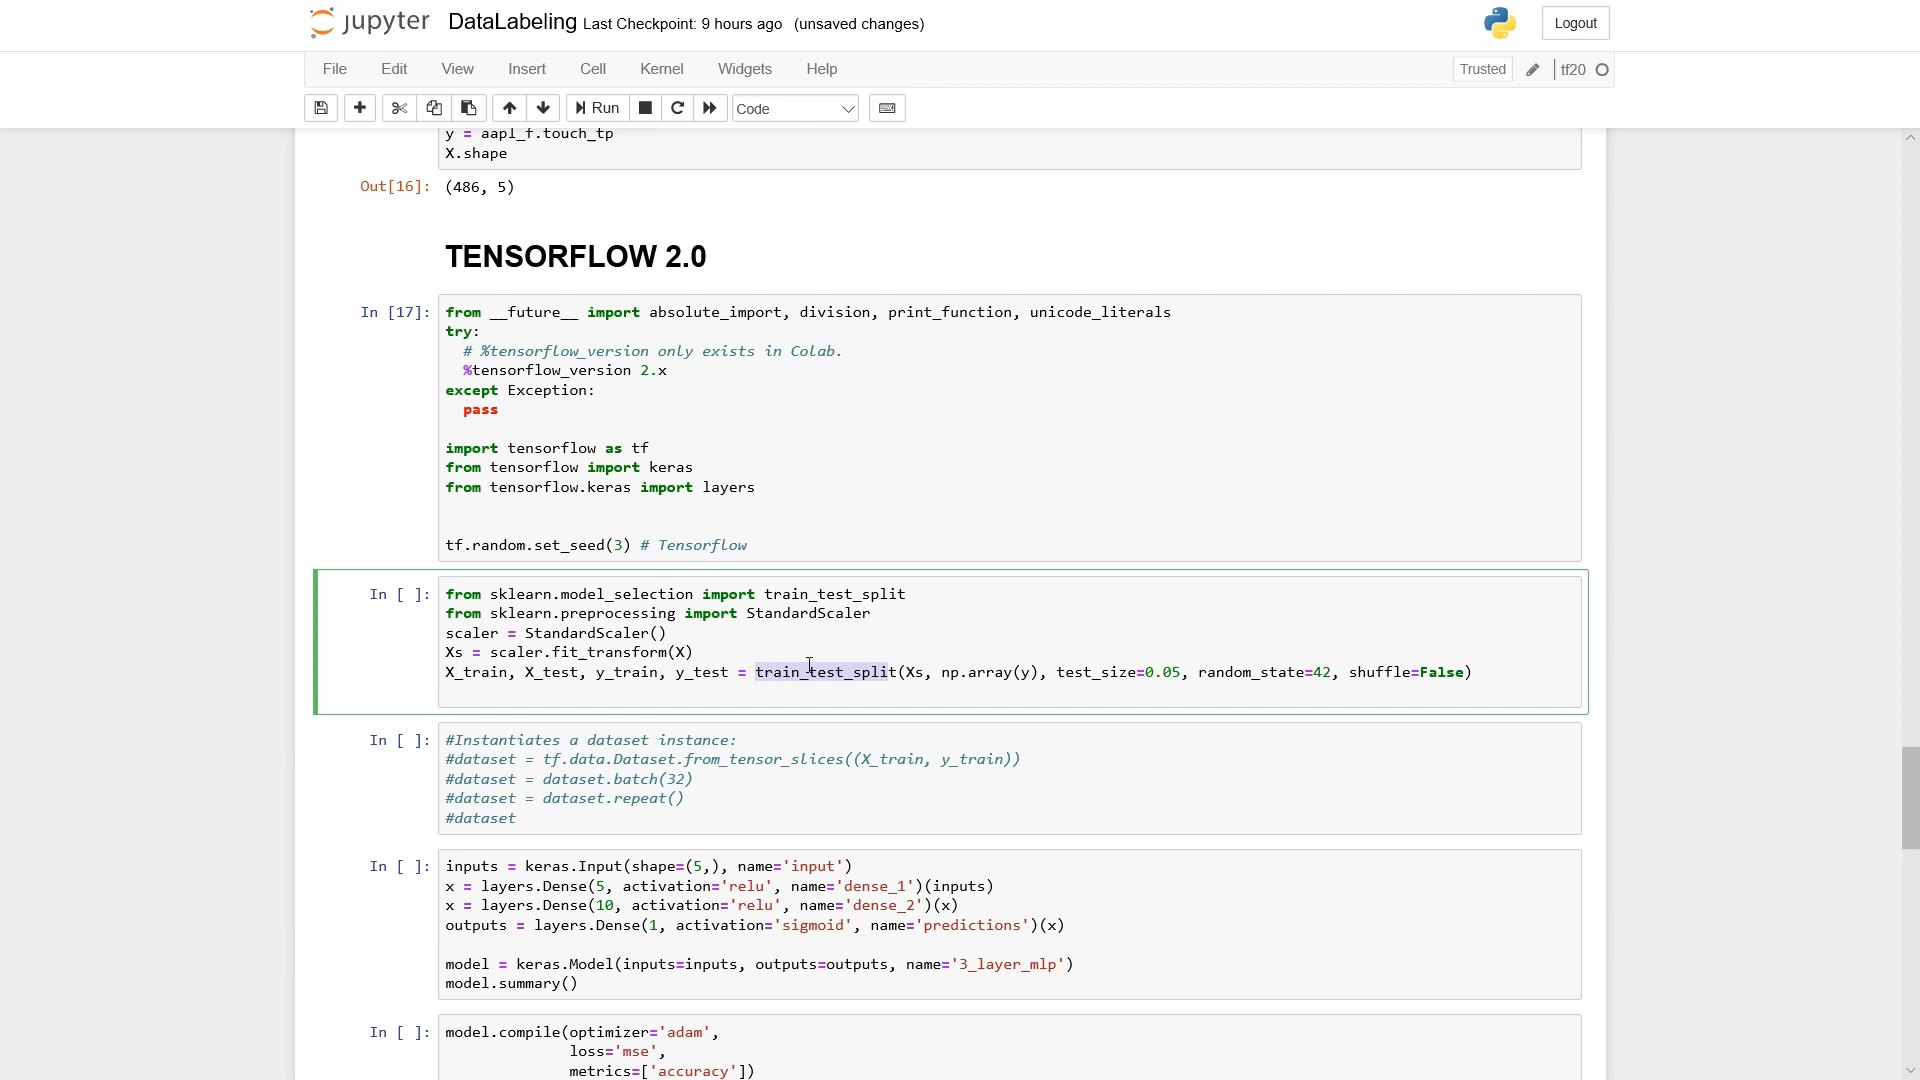 jupyter DataLabeling Last Checkpoint: 9 hours ago (unsaved changes) Logout
File Edit View Insert Cell Kernel Widgets Help Trusted tf20
Run Code
y = aapl_f.touch_tp
X.shape
Out[16]: (486, 5)
TENSORFLOW 2.0
In [17]: from __future__ import absolute_import, division, print_function, unicode_literals
try:
# %tensorflow_version only exists in Colab.
%tensorflow_version 2.x
except Exception:
pass
import tensorflow as tf
from tensorflow import keras
from tensorflow.keras import layers
tf.random.set_seed(3) # Tensorflow
In [ ]: from sklearn.model_selection import train_test_split
from sklearn.preprocessing import StandardScaler
scaler = StandardScaler()
Xs = scaler.fit_transform(X)
X_train, X_test, y_train, y_test = train_test_split(Xs, np.array(y), test_size=0.05, random_state=42, shuffle=False)
In [ ]: #Instantiates a dataset instance:
#dataset = tf.data.Dataset.from_tensor_slices((X_train, y_train))
#dataset = dataset.batch(32)
#dataset = dataset.repeat()
#dataset
In [ ]: inputs = keras.Input(shape=(5,), name='input')
x = layers.Dense(5, activation='relu', name='dense_1')(inputs)
x = layers.Dense(10, activation='relu', name='dense_2')(x)
outputs = layers.Dense(1, activation='sigmoid', name='predictions')(x)
model = keras.Model(inputs=inputs, outputs=outputs, name='3_layer_mlp')
model.summary()
In [ ]: model.compile(optimizer='adam',
loss='mse',
metrics=['accuracy'])